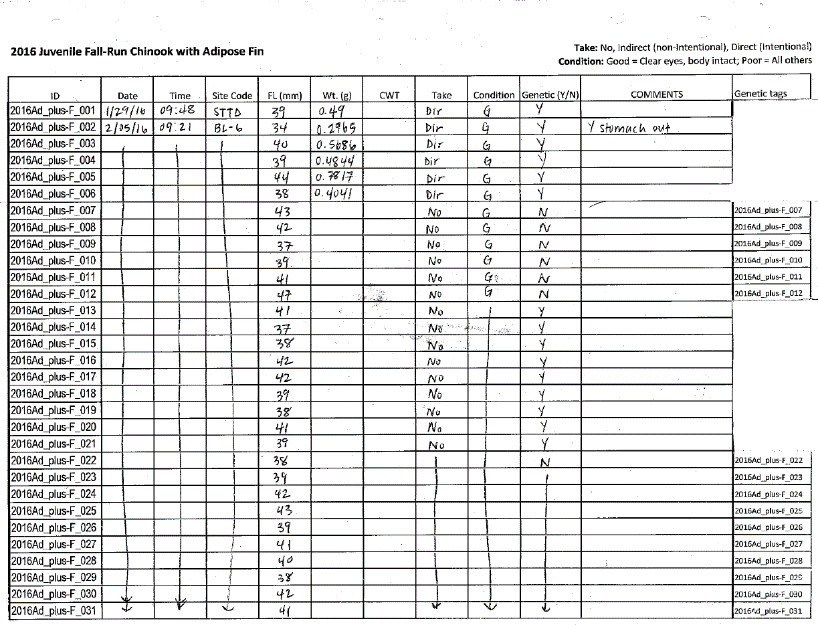 2016 Juvenile Fall-Run Chinook with Adipose Fin
Take: No, Indirect (non-intentional), Direct (Intentional)
Condition: Good = Clear eyes, body intact; Poor = All others
ID Date Time Site Code FL (mm) Wt. (g) CWT Take Condition Genetic (Y/N) COMMENTS Genetic tags
2016Ad_plus-F_001 1/29/16 09:48 STTD 39 0.49 Dir G Y
2016Ad_plus-F_002 2/05/16 09:21 BL-6 34 0.2965 Dir G Y Y stomach out
2016Ad_plus-F_003 40 0.5686 Dir G Y
2016Ad_plus-F_004 39 0.4844 Dir G Y
2016Ad_plus-F_005 44 0.7817 Dir G Y
2016Ad_plus-F_006 38 0.4041 Dir G Y
2016Ad_plus-F_007 43 No G N 2016Ad_plus-F_007
2016Ad_plus-F_008 42 No G N 2016Ad_plus-F_008
2016Ad_plus-F_009 37 No G N 2016Ad_plus-F_009
2016Ad_plus-F_010 39 No G N 2016Ad_plus-F_010
2016Ad_plus-F_011 41 No G N 2016Ad_plus-F_011
2016Ad_plus-F_012 47 No G N 2016Ad_plus-F_012
2016Ad_plus-F_013 41 No Y
2016Ad_plus-F_014 37 No Y
2016Ad_plus-F_015 38 No Y
2016Ad_plus-F_016 42 No Y
2016Ad_plus-F_017 42 No Y
2016Ad_plus-F_018 39 No Y
2016Ad_plus-F_019 38 No Y
2016Ad_plus-F_020 41 No Y
2016Ad_plus-F_021 39 No Y
2016Ad_plus-F_022 38 N 2016Ad_plus-F_022
2016Ad_plus-F_023 39 2016Ad_plus-F_023
2016Ad_plus-F_024 42 2016Ad_plus-F_024
2016Ad_plus-F_025 43 2016Ad_plus-F_025
2016Ad_plus-F_026 39 2016Ad_plus-F_026
2016Ad_plus-F_027 41 2016Ad_plus-F_027
2016Ad_plus-F_028 40 2016Ad_plus-F_028
2016Ad_plus-F_029 38 2016Ad_plus-F_029
2016Ad_plus-F_030 42 2016Ad_plus-F_030
2016Ad_plus-F_031 41 2016Ad_plus-F_031